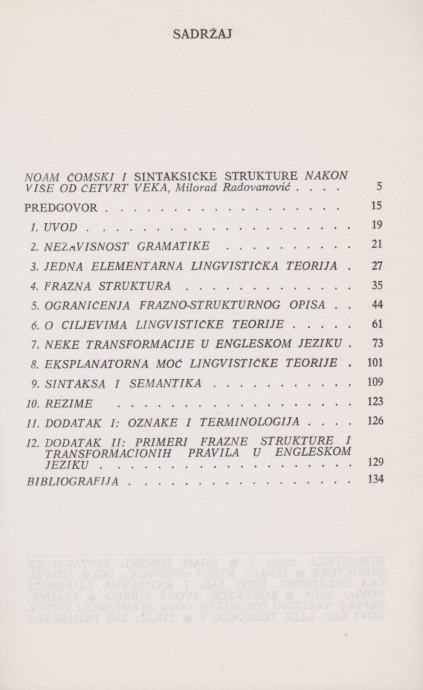 SADRŽAJ
NOAM ČOMSKI I SINTAKSIČKE STRUKTURE NAKON
VIŠE OD ČETVRT VEKA, Milorad Radovanović . . . . 5
PREDGOVOR . . . . . . . . . . . . . . . . 15
1. UVOD . . . . . . . . . . . . . . . . . 19
2. NEZAVISNOST GRAMATIKE . . . . . . . . . 21
3. JEDNA ELEMENTARNA LINGVISTIČKA TEORIJA . 27
4. FRAZNA STRUKTURA . . . . . . . . . . . 35
5. OGRANIČENJA FRAZNO-STRUKTURNOG OPISA . . 44
6. O CILJEVIMA LINGVISTIČKE TEORIJE . . . . 61
7. NEKE TRANSFORMACIJE U ENGLESKOM JEZIKU . 73
8. EKSPLANATORNA MOĆ LINGVISTIČKE TEORIJE . 101
9. SINTAKSA I SEMANTIKA . . . . . . . . . . 109
10. REZIME . . . . . . . . . . . . . . . 123
11. DODATAK I: OZNAKE I TERMINOLOGIJA . . . . 126
12. DODATAK II: PRIMERI FRAZNE STRUKTURE I
TRANSFORMACIONIH PRAVILA U ENGLESKOM
JEZIKU . . . . . . . . . . . . . . . . . 129
BIBLIOGRAFIJA . . . . . . . . . . . . . . . 134